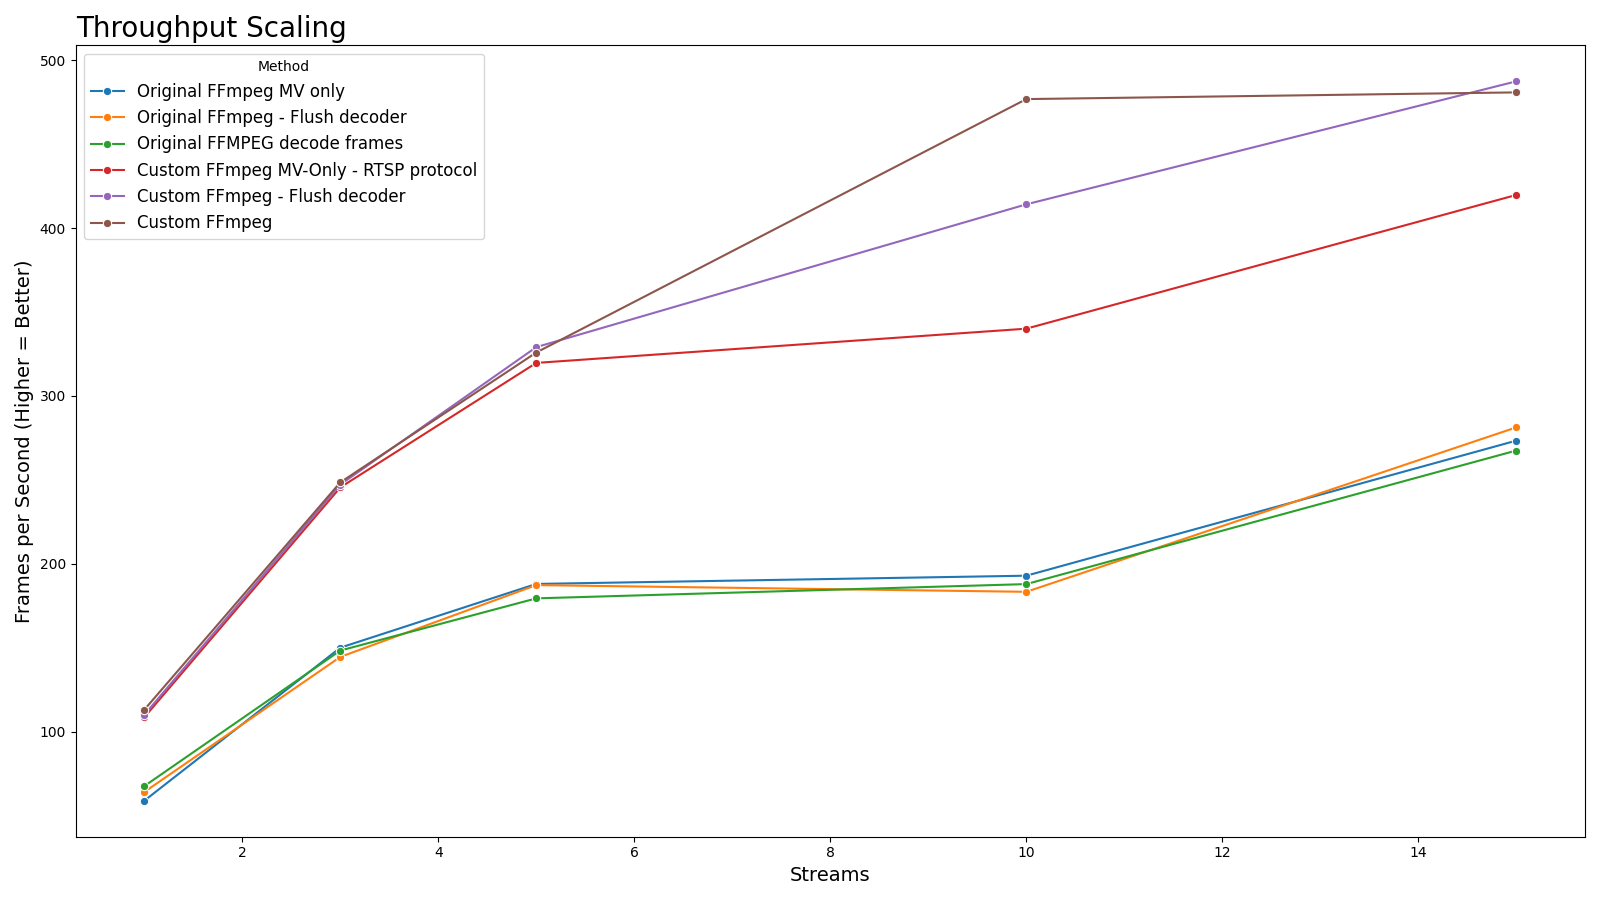 Throughput Scaling
Method
Original FFmpeg MV only
Original FFmpeg - Flush decoder
Original FFMPEG decode frames
Custom FFmpeg MV-Only - RTSP protocol
Custom FFmpeg - Flush decoder
Custom FFmpeg
Frames per Second (Higher = Better)
500
400
300
200
100
2 4 6 8 10 12 14
Streams